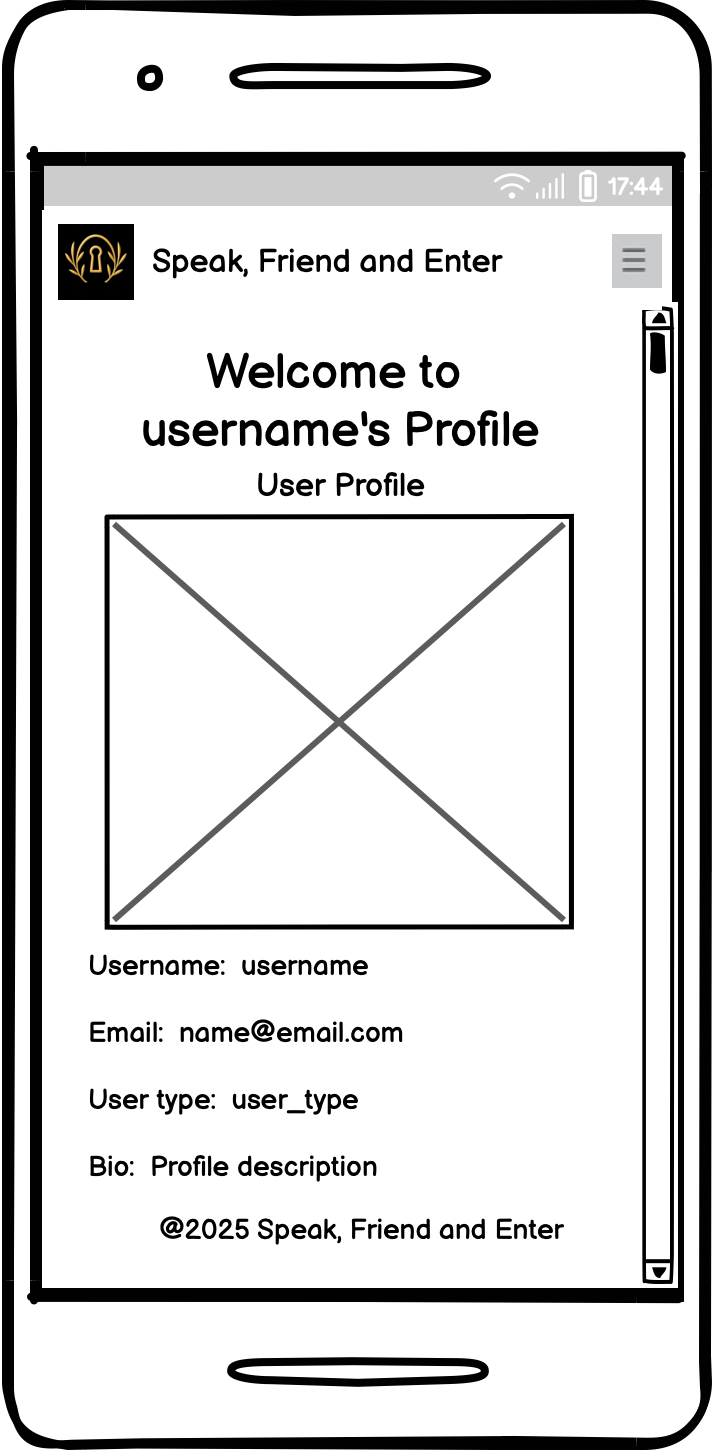 17:44
Speak, Friend and Enter
Welcome to
username's Profile
User Profile
Username: username
Email: name@email.com
User type: user_type
Bio: Profile description
@2025 Speak, Friend and Enter